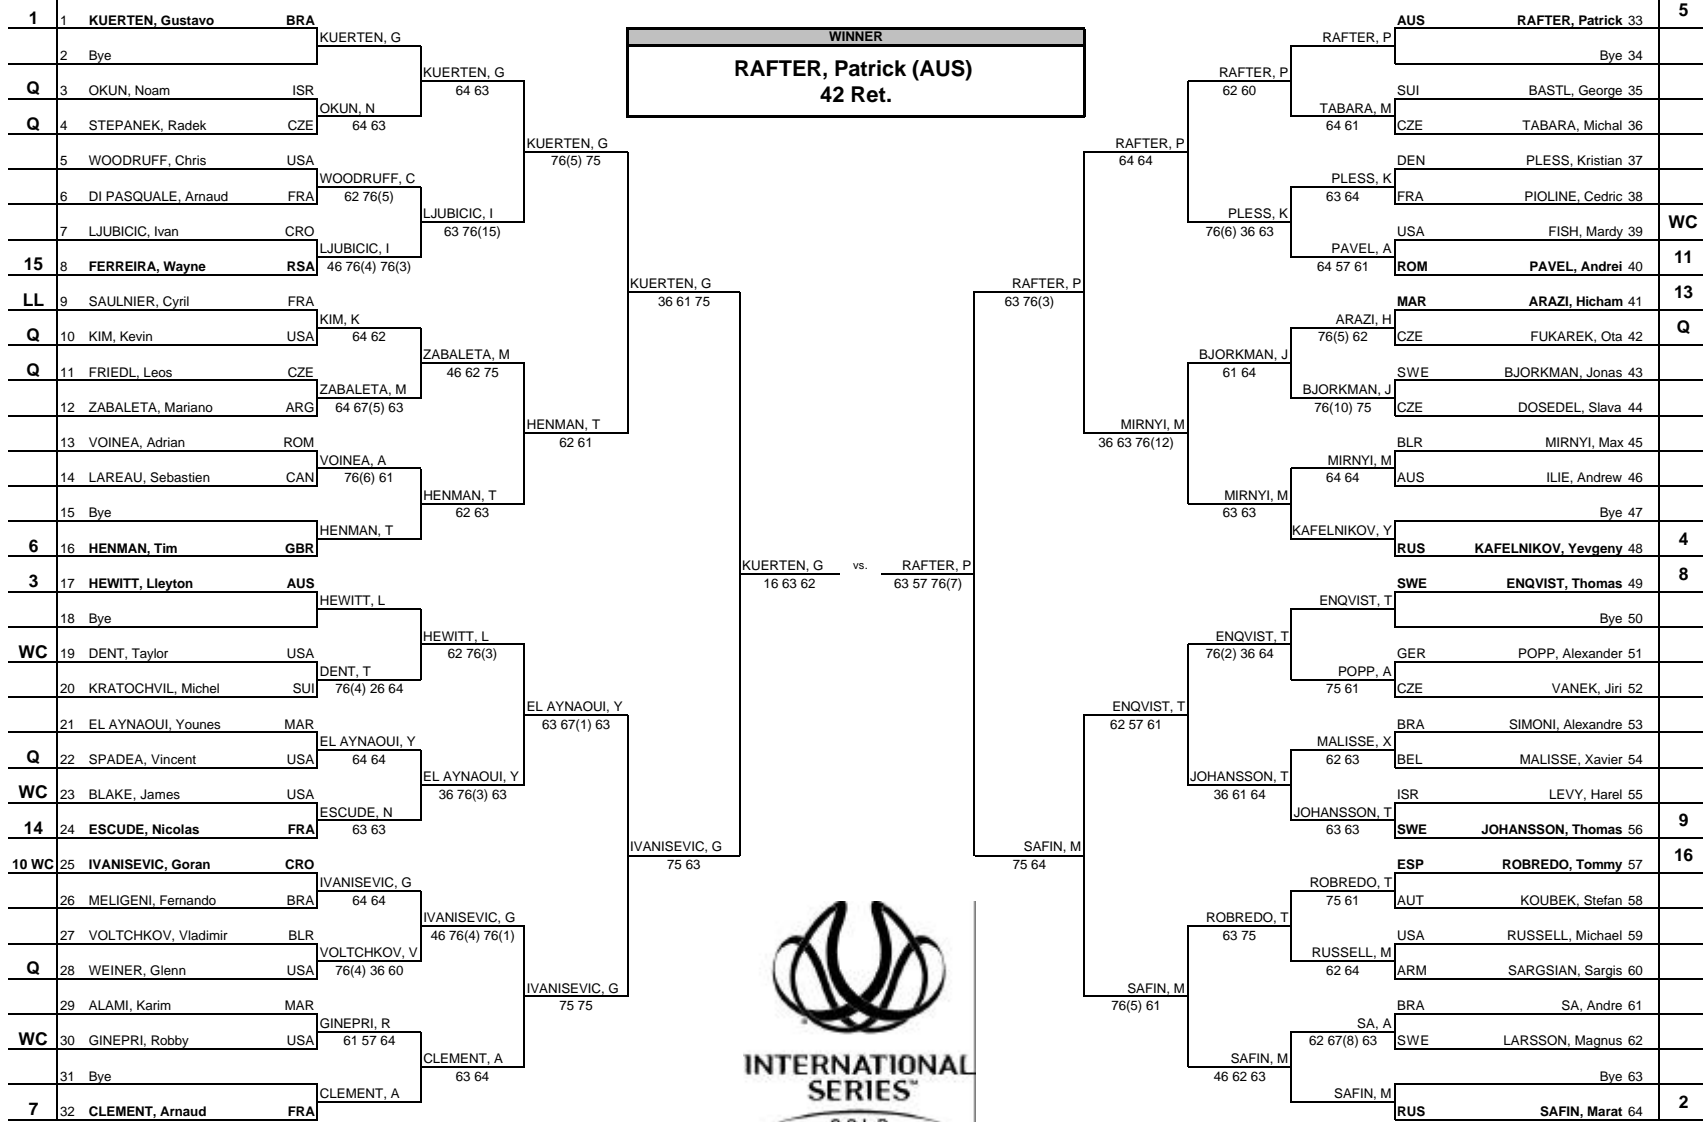 1 1 KUERTEN, Gustavo BRA
2 Bye
Q 3 OKUN, Noam ISR
Q 4 STEPANEK, Radek CZE
5 WOODRUFF, Chris USA
6 DI PASQUALE, Arnaud FRA
7 LJUBICIC, Ivan CRO
15 8 FERREIRA, Wayne RSA
LL 9 SAULNIER, Cyril FRA
Q 10 KIM, Kevin USA
Q 11 FRIEDL, Leos CZE
12 ZABALETA, Mariano ARG
13 VOINEA, Adrian ROM
14 LAREAU, Sebastien CAN
15 Bye
6 16 HENMAN, Tim GBR
3 17 HEWITT, Lleyton AUS
18 Bye
WC 19 DENT, Taylor USA
20 KRATOCHVIL, Michel SUI
21 EL AYNAOUI, Younes MAR
Q 22 SPADEA, Vincent USA
WC 23 BLAKE, James USA
14 24 ESCUDE, Nicolas FRA
10 WC 25 IVANISEVIC, Goran CRO
26 MELIGENI, Fernando BRA
27 VOLTCHKOV, Vladimir BLR
Q 28 WEINER, Glenn USA
29 ALAMI, Karim MAR
WC 30 GINEPRI, Robby USA
31 Bye
7 32 CLEMENT, Arnaud FRA
KUERTEN, G
OKUN, N
64 63
WOODRUFF, C
62 76(5)
LJUBICIC, I
46 76(4) 76(3)
KIM, K
64 62
ZABALETA, M
64 67(5) 63
VOINEA, A
76(6) 61
HENMAN, T
HEWITT, L
DENT, T
76(4) 26 64
EL AYNAOUI, Y
64 64
ESCUDE, N
63 63
IVANISEVIC, G
64 64
VOLTCHKOV, V
76(4) 36 60
GINEPRI, R
61 57 64
CLEMENT, A
KUERTEN, G
64 63
LJUBICIC, I
63 76(15)
ZABALETA, M
46 62 75
HENMAN, T
62 63
HEWITT, L
62 76(3)
EL AYNAOUI, Y
36 76(3) 63
IVANISEVIC, G
46 76(4) 76(1)
CLEMENT, A
63 64
KUERTEN, G
76(5) 75
HENMAN, T
62 61
EL AYNAOUI, Y
63 67(1) 63
IVANISEVIC, G
75 75
KUERTEN, G
36 61 75
IVANISEVIC, G
75 63
KUERTEN, G
16 63 62
WINNER
RAFTER, Patrick (AUS)
42 Ret.
vs.
RAFTER, P
63 57 76(7)
RAFTER, P
63 76(3)
SAFIN, M
75 64
RAFTER, P
64 64
MIRNYI, M
36 63 76(12)
ENQVIST, T
62 57 61
SAFIN, M
76(5) 61
RAFTER, P
62 60
PLESS, K
76(6) 36 63
BJORKMAN, J
61 64
MIRNYI, M
63 63
ENQVIST, T
76(2) 36 64
JOHANSSON, T
36 61 64
ROBREDO, T
63 75
SAFIN, M
46 62 63
RAFTER, P
TABARA, M
64 61
PLESS, K
63 64
PAVEL, A
64 57 61
ARAZI, H
76(5) 62
BJORKMAN, J
76(10) 75
MIRNYI, M
64 64
KAFELNIKOV, Y
ENQVIST, T
POPP, A
75 61
MALISSE, X
62 63
JOHANSSON, T
63 63
ROBREDO, T
75 61
RUSSELL, M
62 64
SA, A
62 67(8) 63
SAFIN, M
AUS RAFTER, Patrick 33 5
Bye 34
SUI BASTL, George 35
CZE TABARA, Michal 36
DEN PLESS, Kristian 37
FRA PIOLINE, Cedric 38
USA FISH, Mardy 39 WC
ROM PAVEL, Andrei 40 11
MAR ARAZI, Hicham 41 13
CZE FUKAREK, Ota 42 Q
SWE BJORKMAN, Jonas 43
CZE DOSEDEL, Slava 44
BLR MIRNYI, Max 45
AUS ILIE, Andrew 46
Bye 47
RUS KAFELNIKOV, Yevgeny 48 4
SWE ENQVIST, Thomas 49 8
Bye 50
GER POPP, Alexander 51
CZE VANEK, Jiri 52
BRA SIMONI, Alexandre 53
BEL MALISSE, Xavier 54
ISR LEVY, Harel 55
SWE JOHANSSON, Thomas 56 9
ESP ROBREDO, Tommy 57 16
AUT KOUBEK, Stefan 58
USA RUSSELL, Michael 59
ARM SARGSIAN, Sargis 60
BRA SA, Andre 61
SWE LARSSON, Magnus 62
Bye 63
RUS SAFIN, Marat 64 2
INTERNATIONAL
SERIES™